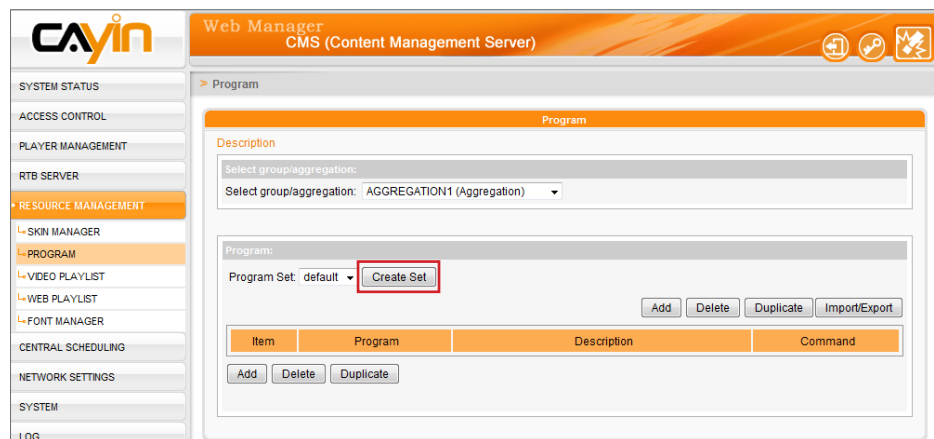 CAYIN
Web Manager
CMS (Content Management Server)
SYSTEM STATUS
ACCESS CONTROL
PLAYER MANAGEMENT
RTB SERVER
RESOURCE MANAGEMENT
SKIN MANAGER
PROGRAM
VIDEO PLAYLIST
WEB PLAYLIST
FONT MANAGER
CENTRAL SCHEDULING
NETWORK SETTINGS
SYSTEM
LOG
> Program
Program
Description
Select group/aggregation:
Select group/aggregation: AGGREGATION1 (Aggregation)
Program:
Program Set: default Create Set
Add Delete Duplicate Import/Export
Item Program Description Command
Add Delete Duplicate